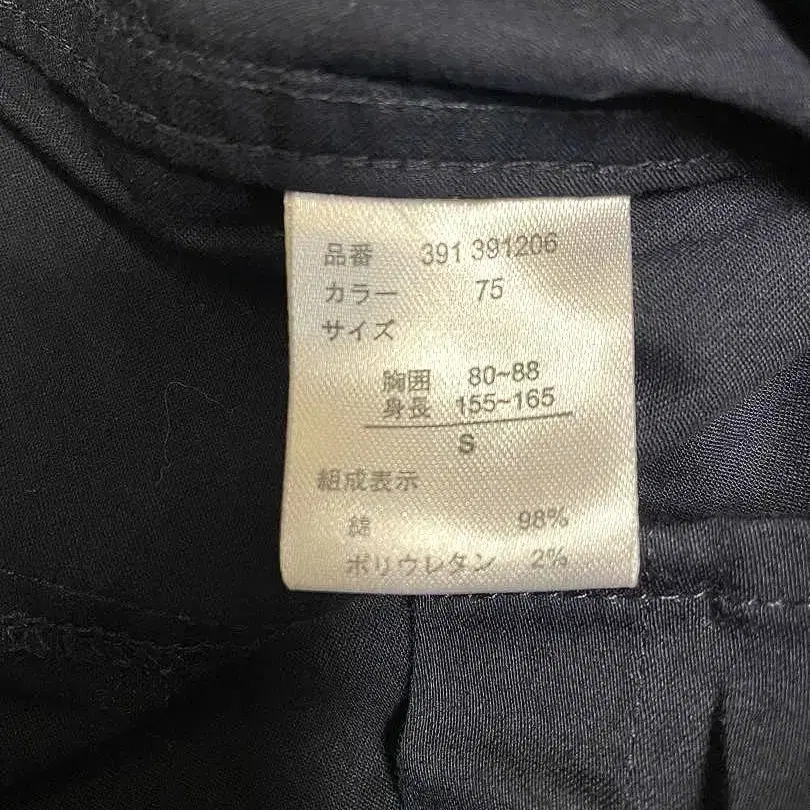 品番 391 391206
カラー 75
サイズ
胸囲 80~88
身長 155~165
S
組成表示
綿 98%
ポリウレタン 2%